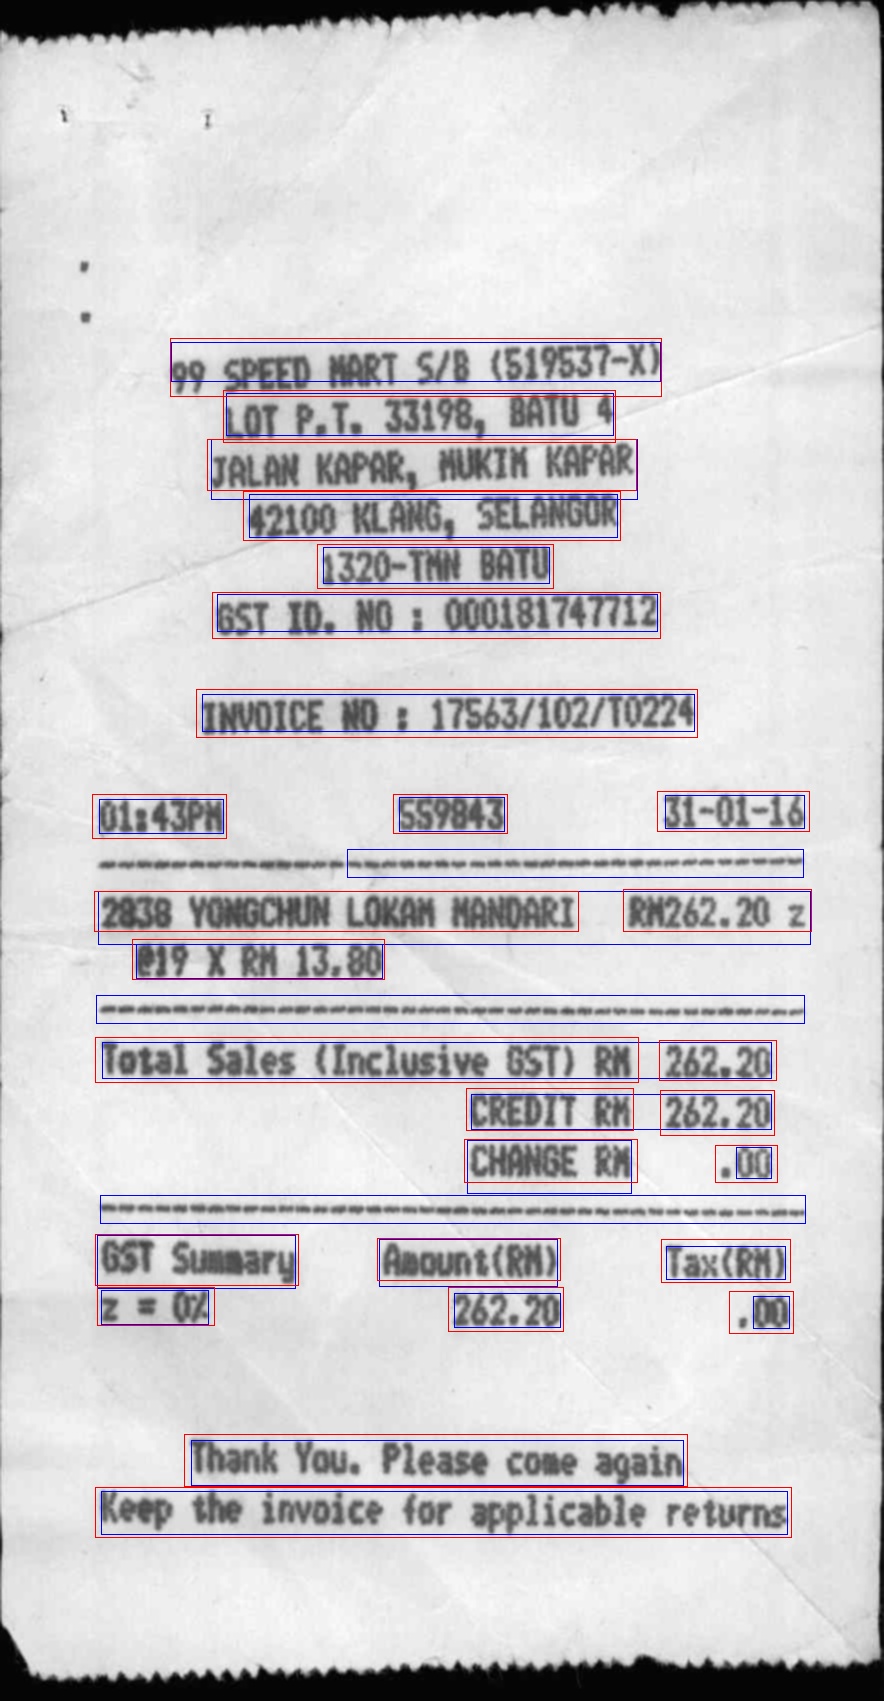 99 SPEED MART S/B (519537-X)
LOT P.T. 33198, BATU 4
JALAN KAPAR, MUKIM KAPAR
42100 KLANG, SELANGOR
1320-TMN BATU
GST ID. NO : 000181747712
INVOICE NO : 17563/102/T0224
01:43PM 559843 31-01-16
2838 YONGCHUN LOKAM MANDARI RM262.20 z
@19 X RM 13.80
Total Sales (Inclusive GST) RM 262.20
CREDIT RM 262.20
CHANGE RM .00
GST Summary Amount(RM) Tax(RM)
z = 0% 262.20 .00
Thank You. Please come again
Keep the invoice for applicable returns